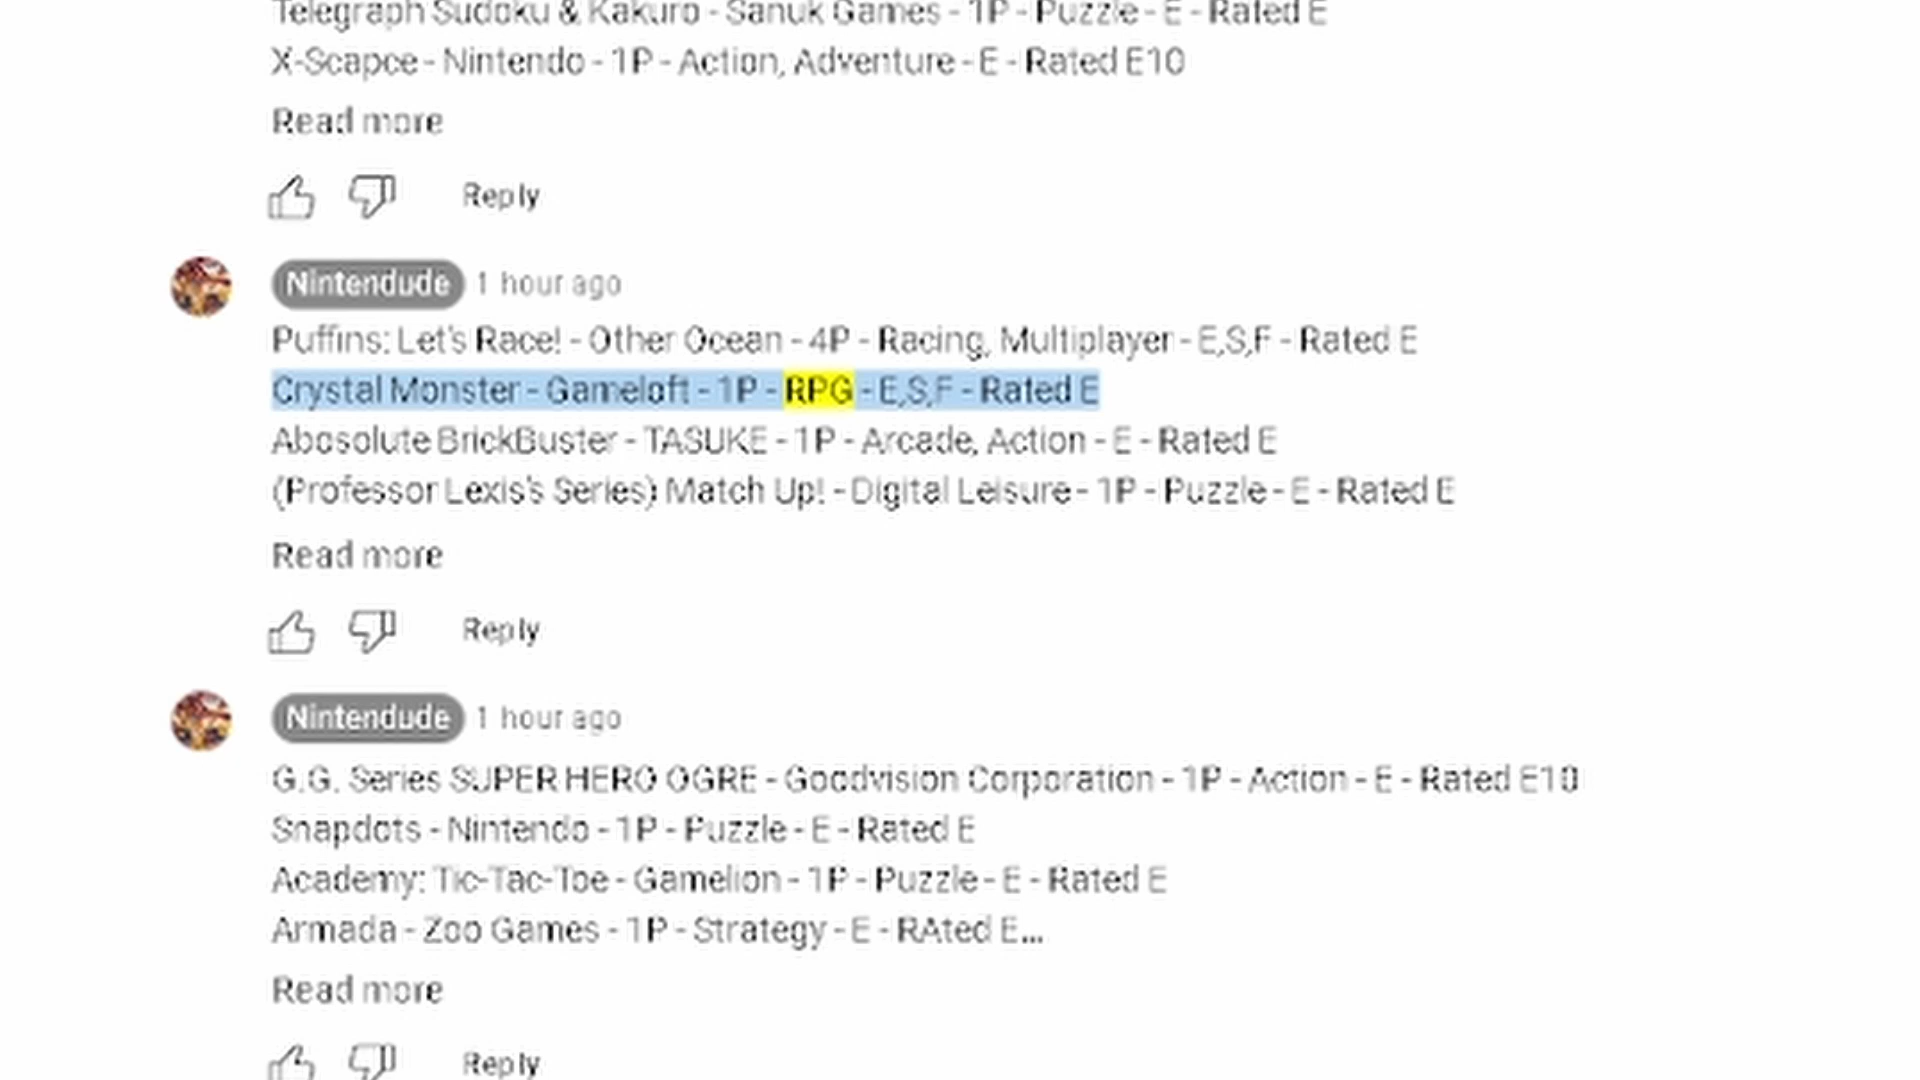 Telegraph Sudoku & Kakuro - Sanuk Games - 1P - Puzzle - E - Rated E
X-Scapce - Nintendo - 1P - Action, Adventure - E - Rated E10
Read more
Reply
Nintendude 1 hour ago
Puffins: Let's Race! - Other Ocean - 4P - Racing, Multiplayer - E,S,F - Rated E
Crystal Monster - Gameloft - 1P - RPG - E,S,F - Rated E
Abosolute BrickBuster - TASUKE - 1P - Arcade, Action - E - Rated E
(Professor Lexis's Series) Match Up! - Digital Leisure - 1P - Puzzle - E - Rated E
Read more
Reply
Nintendude 1 hour ago
G.G. Series SUPER HERO OGRE - Goodvision Corporation - 1P - Action - E - Rated E10
Snapdots - Nintendo - 1P - Puzzle - E - Rated E
Academy: Tic-Tac-Toe - Gamelion - 1P - Puzzle - E - Rated E
Armada - Zoo Games - 1P - Strategy - E - RAted E...
Read more
Reply